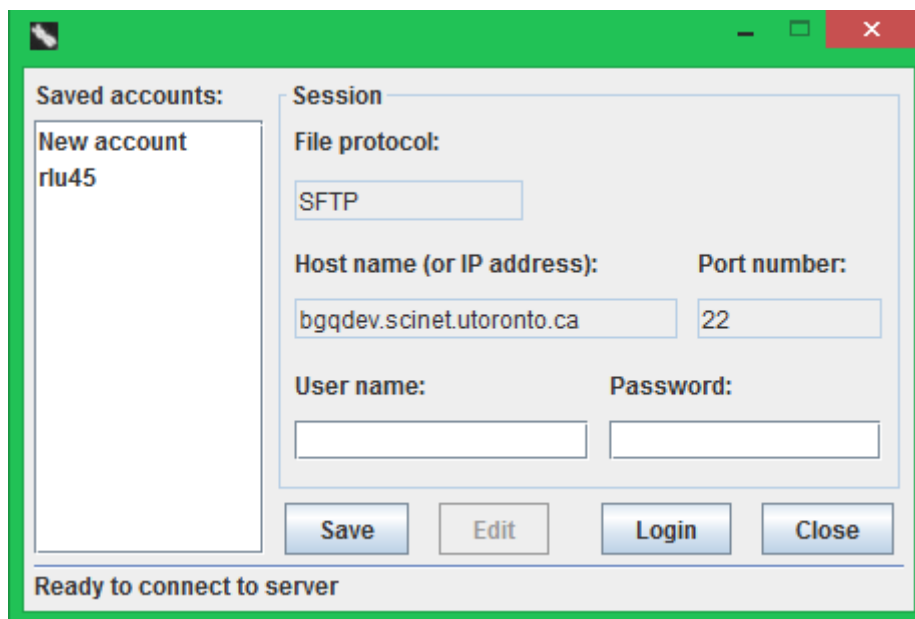 Saved accounts:
New account
rlu45
Session
File protocol:
SFTP
Host name (or IP address):
Port number:
bgqdev.scinet.utoronto.ca
22
User name:
Password:
Save
Edit
Login
Close
Ready to connect to server